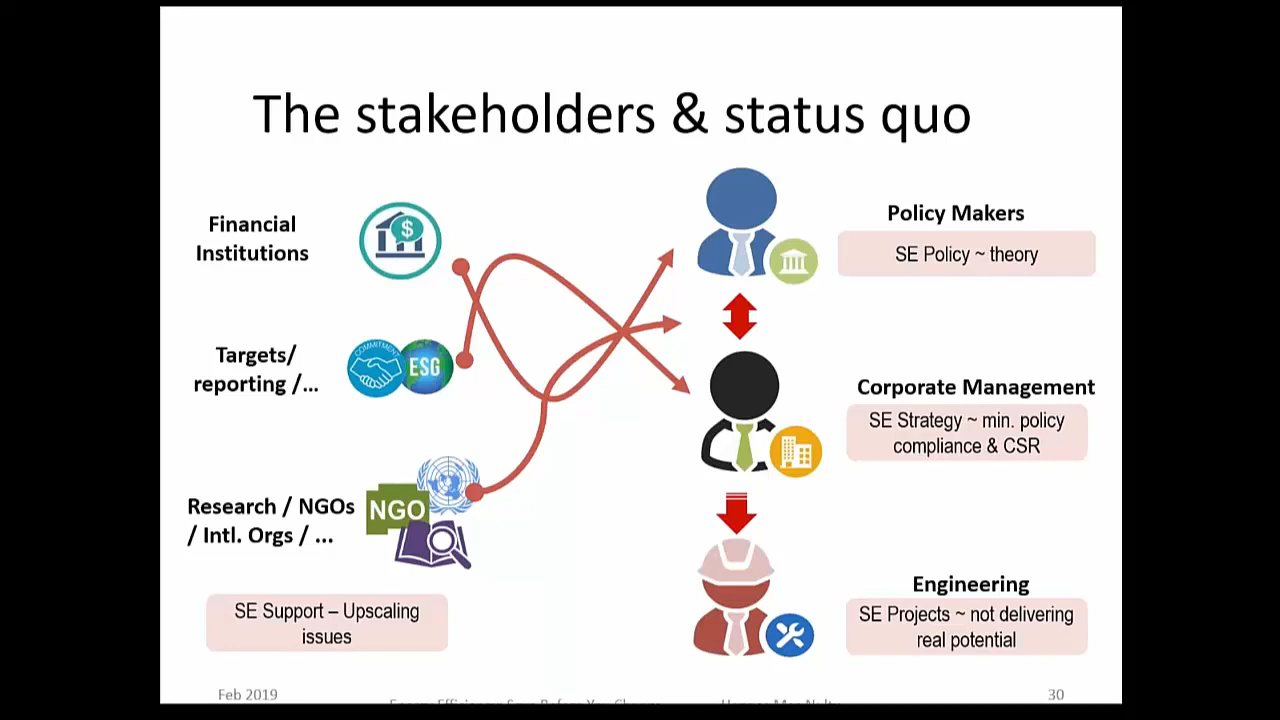 The stakeholders & status quo
Financial
Institutions
$
Policy Makers
SE Policy ~ theory
Targets/
reporting /...
COMMITMENT
ESG
Corporate Management
SE Strategy ~ min. policy
compliance & CSR
Research / NGOs
/ Intl. Orgs / ...
NGO
Engineering
SE Projects ~ not delivering
real potential
SE Support – Upscaling
issues
Feb 2019
30